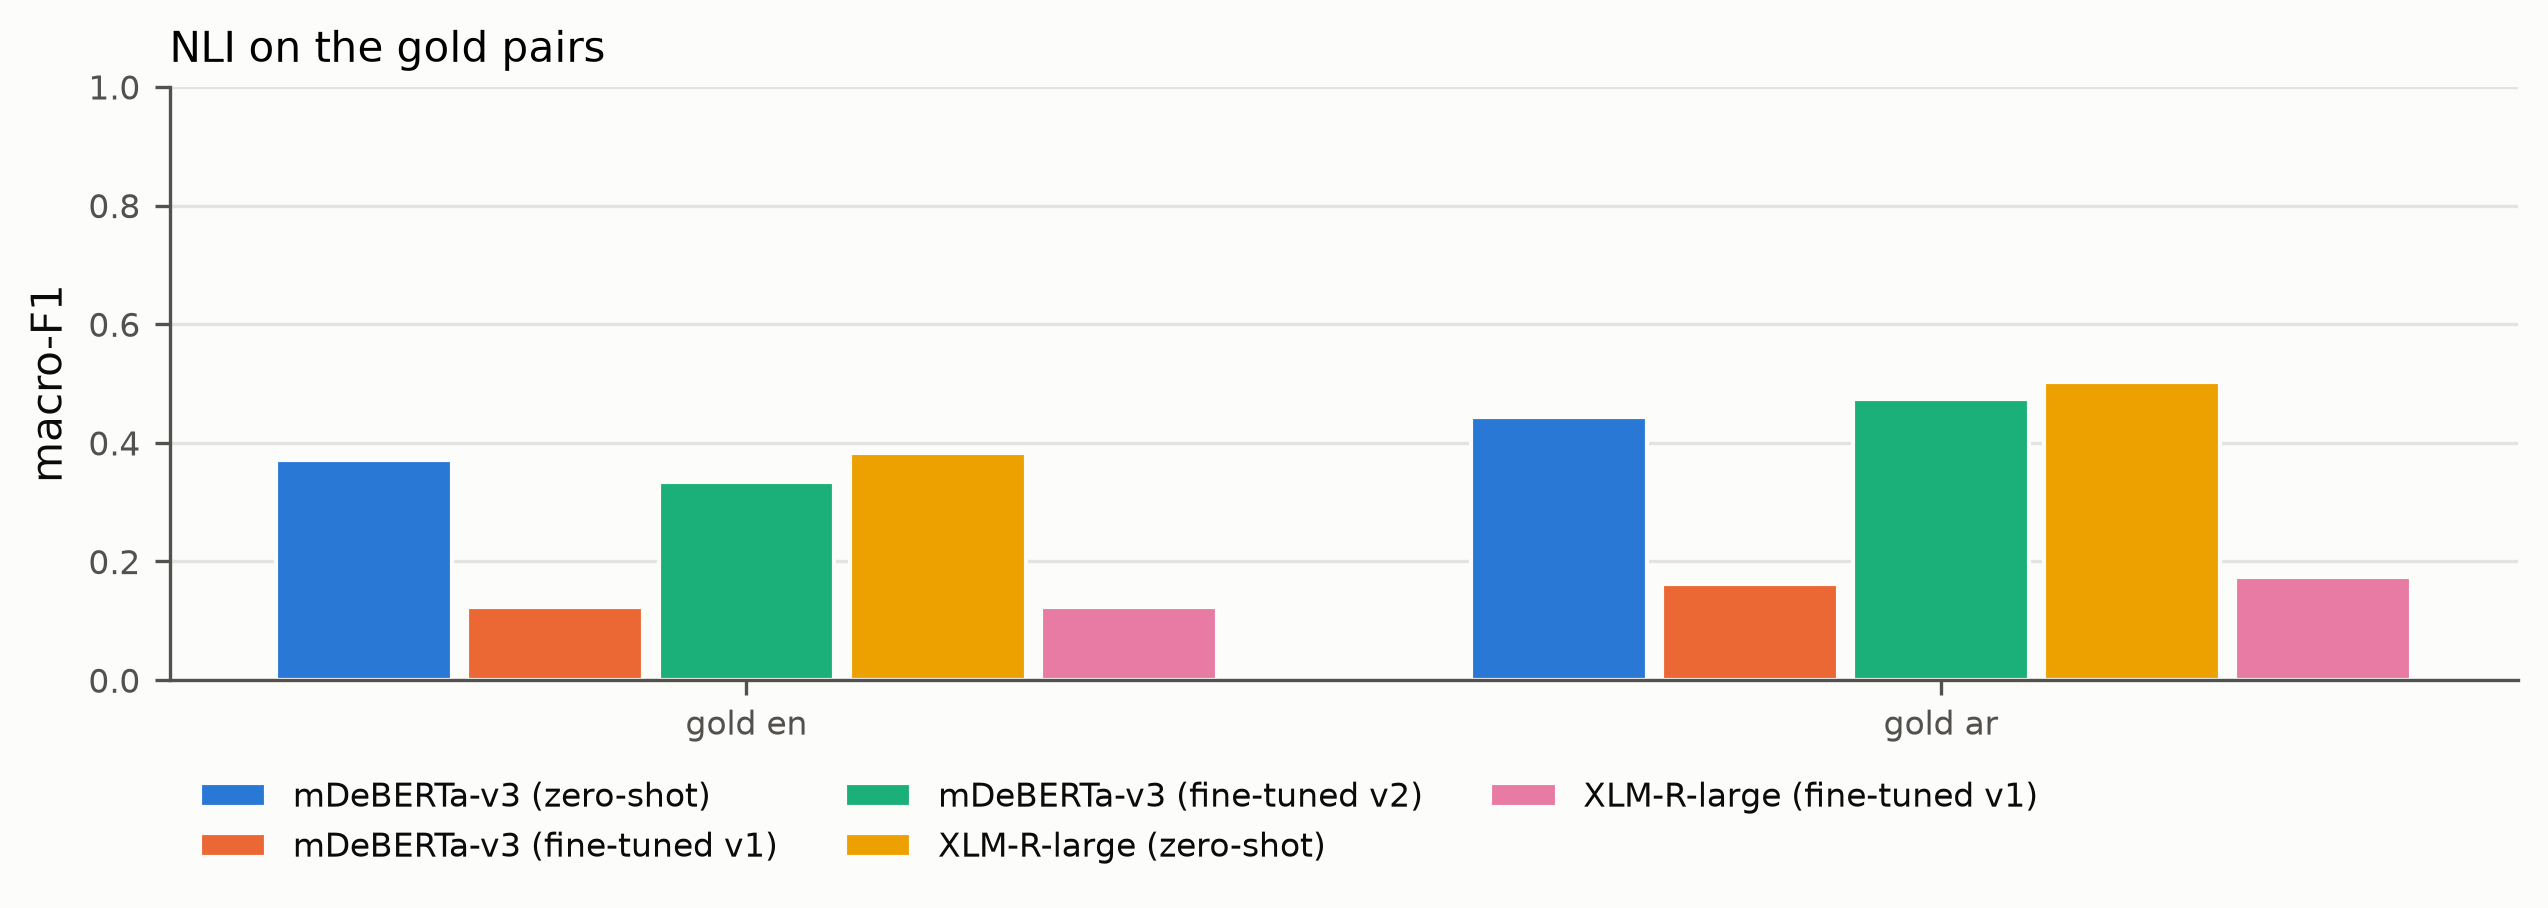 NLI on the gold pairs
macro-F1
1.0
0.8
0.6
0.4
0.2
0.0
gold en
gold ar
mDeBERTa-v3 (zero-shot)
mDeBERTa-v3 (fine-tuned v1)
mDeBERTa-v3 (fine-tuned v2)
XLM-R-large (zero-shot)
XLM-R-large (fine-tuned v1)